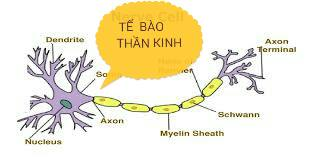 TẾ BÀO
THẦN KINH
Dendrite
Axon
Terminal
Schwann
Axon
Myelin Sheath
Nucleus